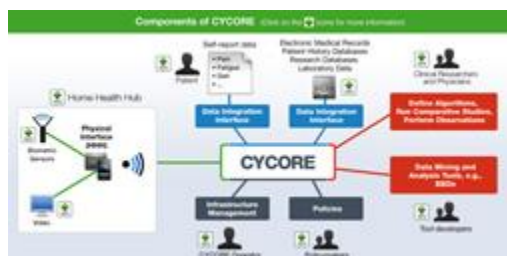 Components of CYCORE (Click on the icons for more information)
Self-report data
• Pain
• Fatigue
• Diet
• ...
Patient
Electronic Medical Records
Patient History Databases
Research Databases
Laboratory Data
Clinical Researchers
and Physicians
Home Health Hub
Biometric
Sensors
Physical
Interface
Video
Data Integration
Interface
Data Integration
Interface
Define Algorithms,
Run Comparative Studies,
Perform Observations
CYCORE
Data Mining and
Analysis Tools, e.g.,
Infrastructure
Management
Policies
CYCORE Operator
Policymakers
Tool developers